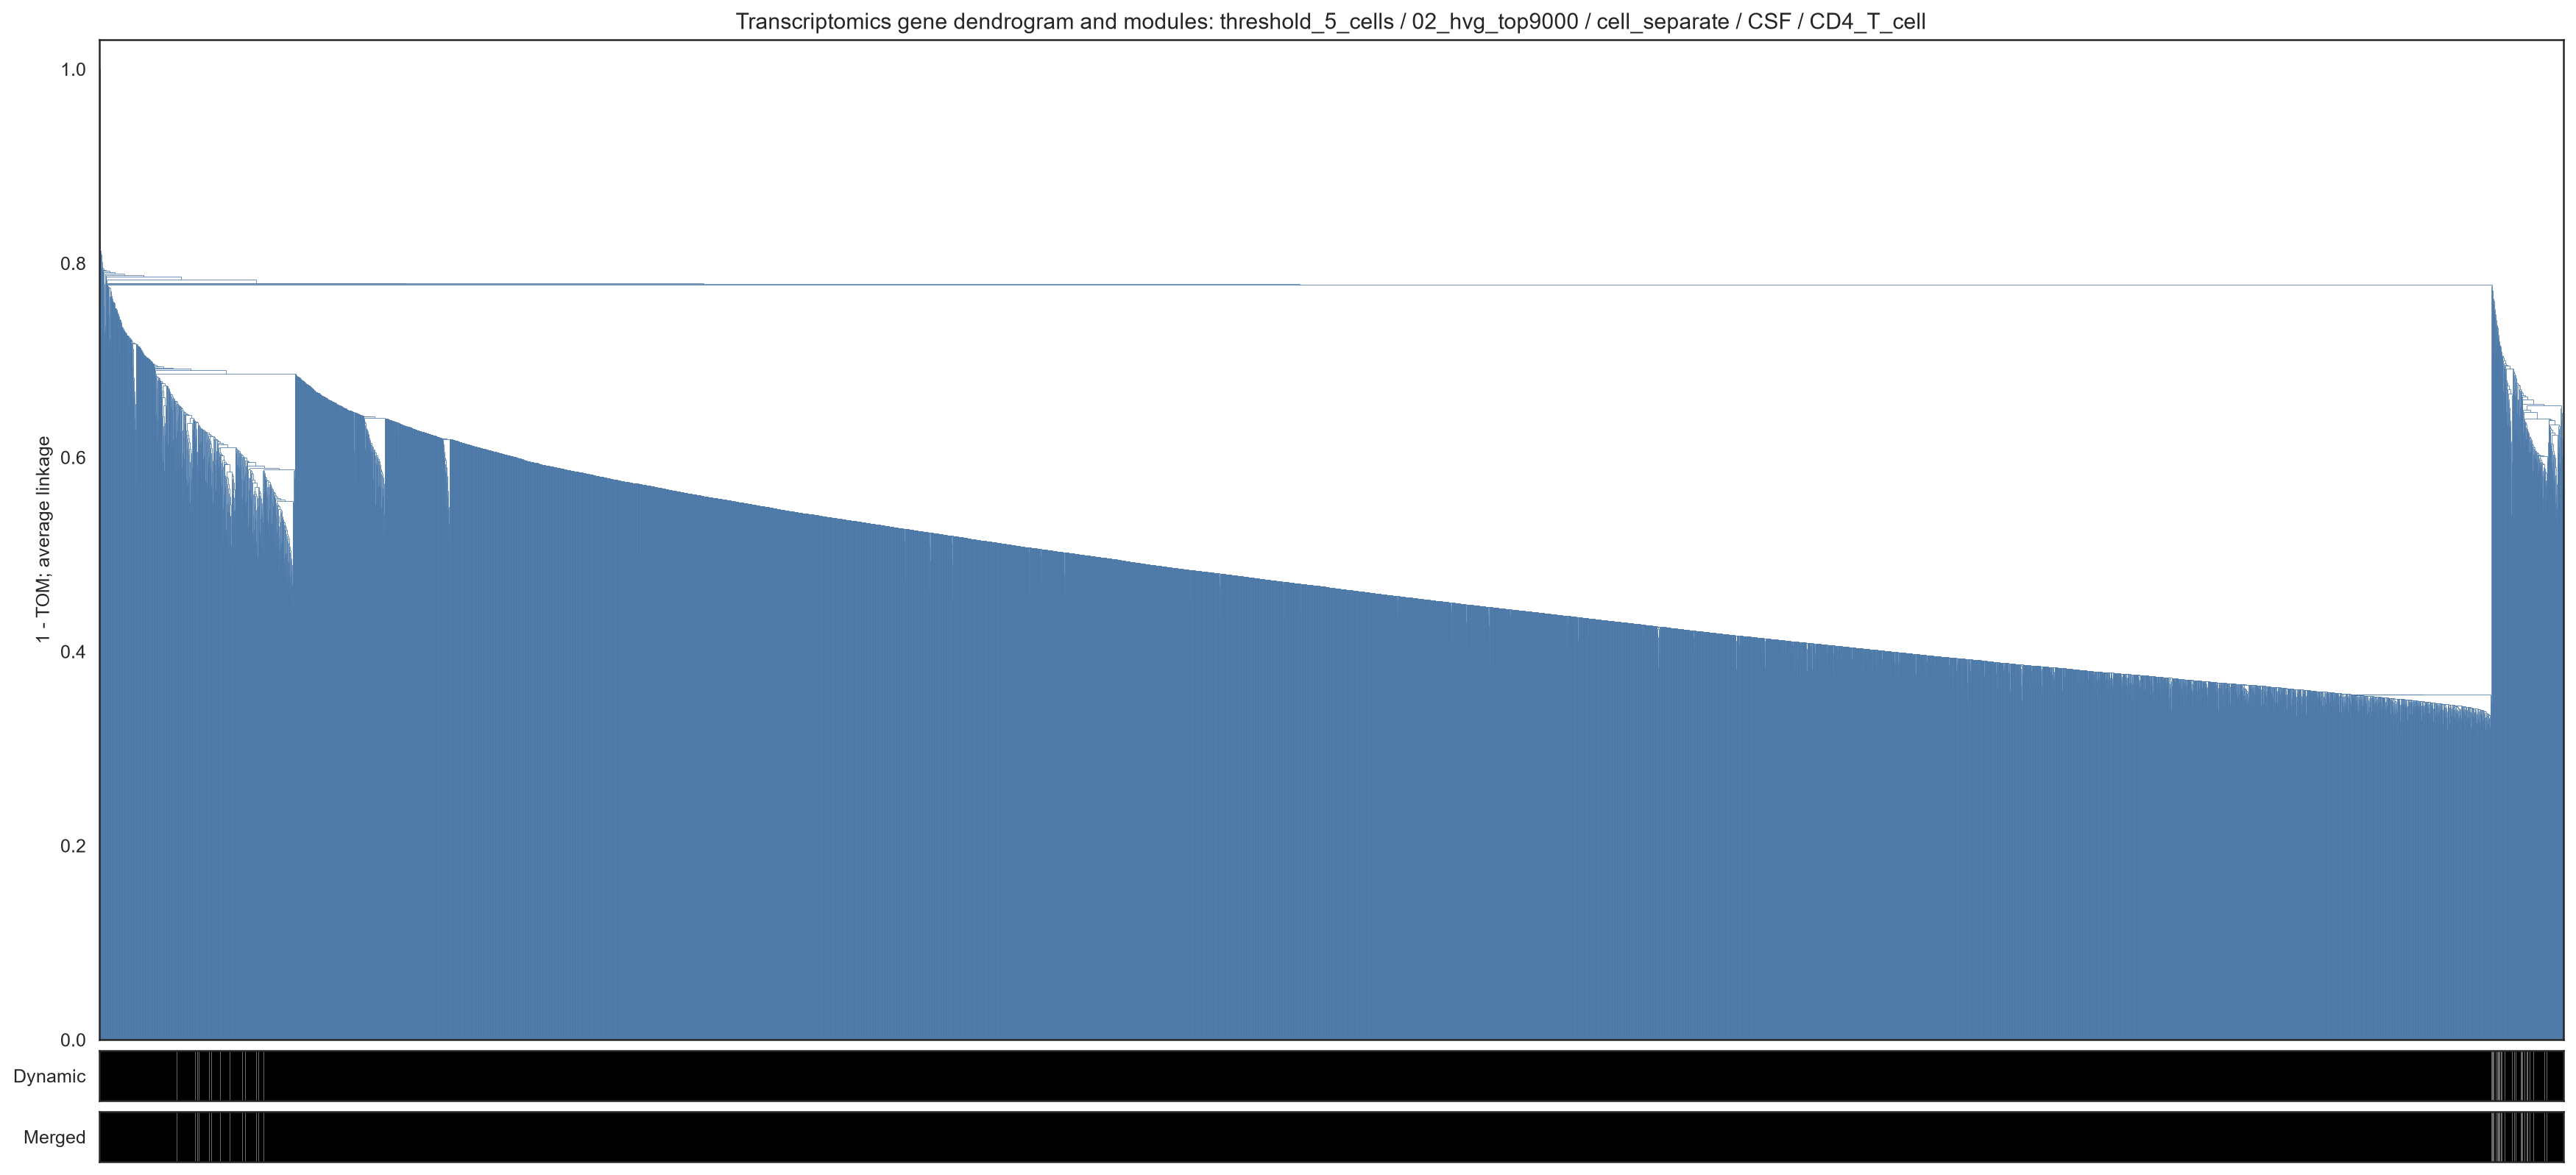 Transcriptomics gene dendrogram and modules: threshold_5_cells / 02_hvg_top9000 / cell_separate / CSF / CD4_T_cell
1.0
0.8
0.6
0.4
0.2
0.0
1 - TOM; average linkage
Dynamic
Merged